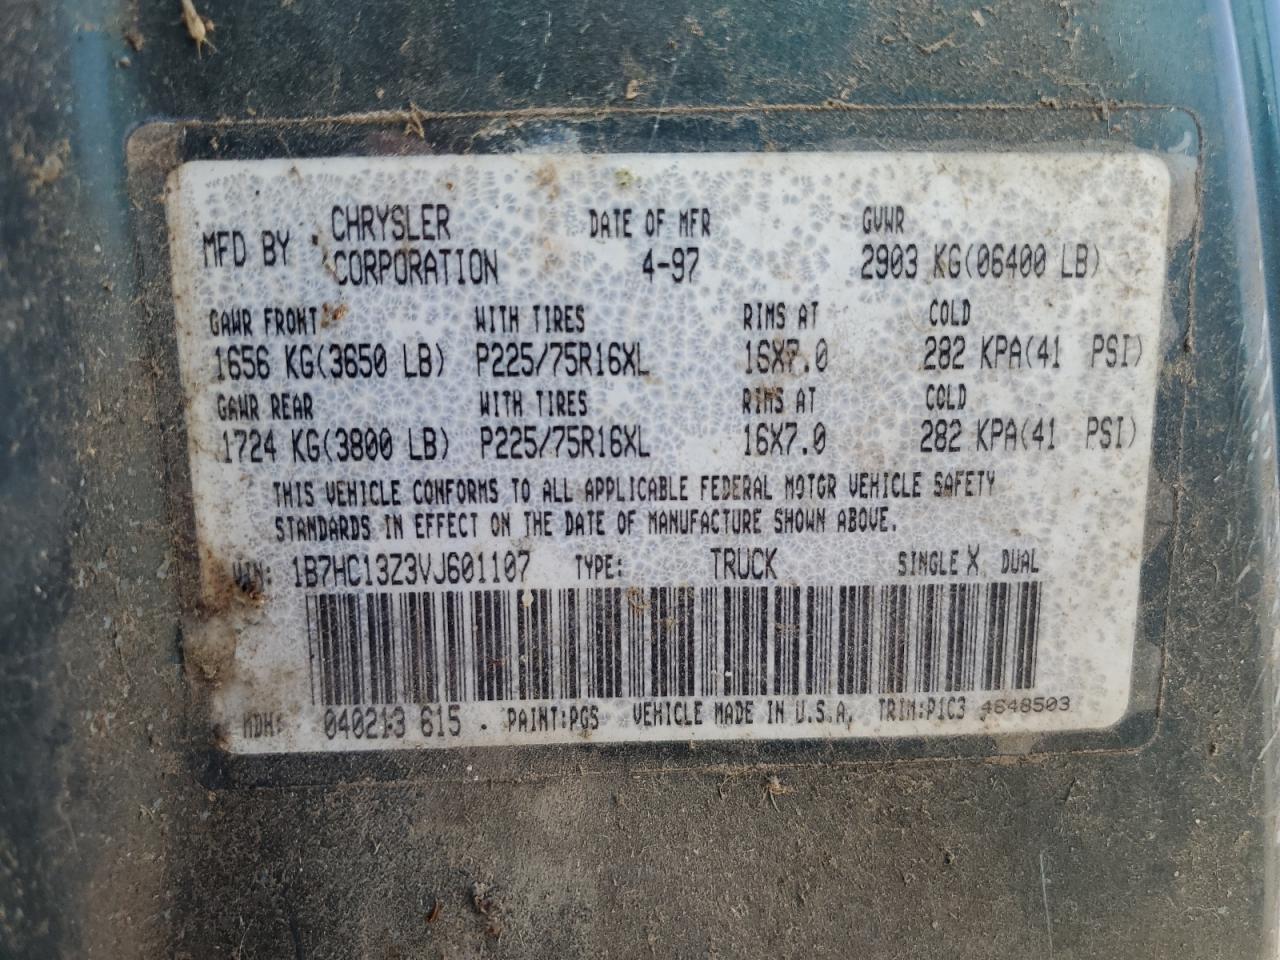 MFD BY CHRYSLER CORPORATION DATE OF MFR 4-97 GVWR 2903 KG(06400 LB)
GAWR FRONT WITH TIRES RIMS AT COLD
1656 KG(3650 LB) P225/75R16XL 16X7.0 282 KPA(41 PSI)
GAWR REAR WITH TIRES RIMS AT COLD
1724 KG(3800 LB) P225/75R16XL 16X7.0 282 KPA(41 PSI)
THIS VEHICLE CONFORMS TO ALL APPLICABLE FEDERAL MOTOR VEHICLE SAFETY
STANDARDS IN EFFECT ON THE DATE OF MANUFACTURE SHOWN ABOVE.
VIN: 1B7HC13Z3VJ601107 TYPE: TRUCK SINGLE X DUAL
MDH: 040213 615 PAINT:PGS VEHICLE MADE IN U.S.A. TRIM:P1C3 4648503